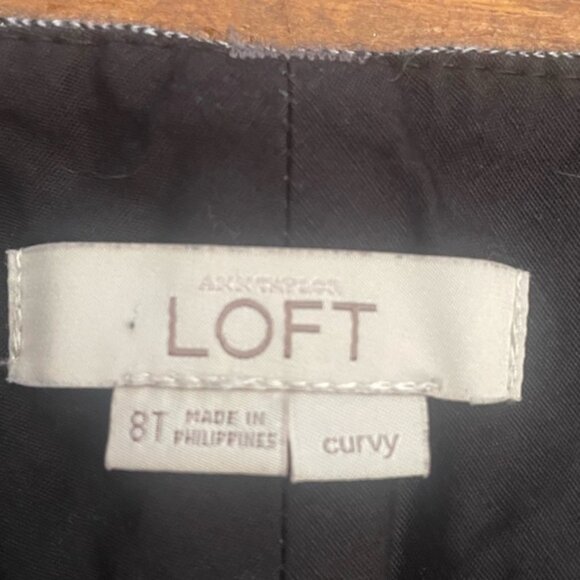 ANN TAYLOR
LOFT
8T MADE IN
PHILIPPINES
curvy